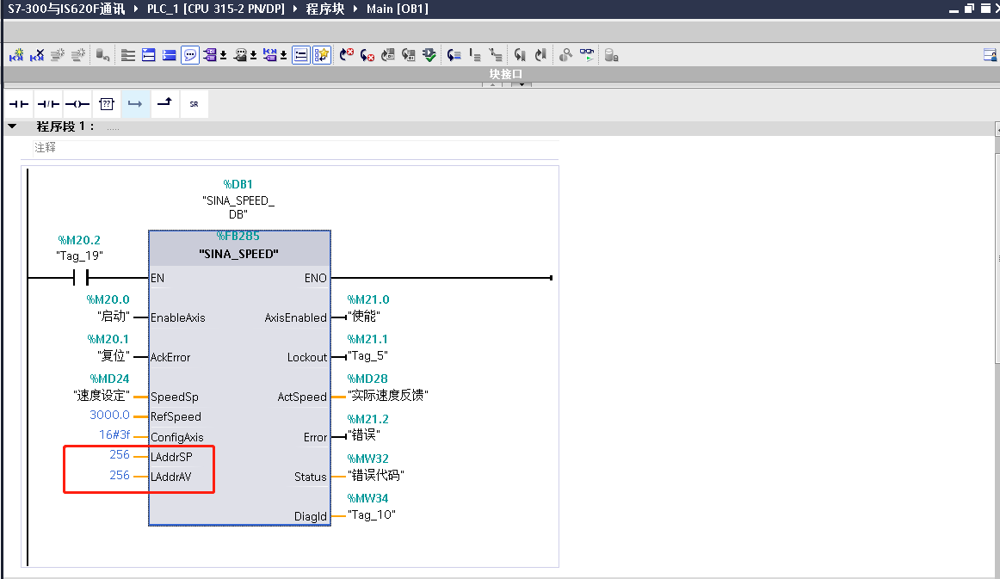 S7-300与IS620F通讯 ▸ PLC_1 [CPU 315-2 PN/DP] ▸ 程序块 ▸ Main [OB1]
块接口
SR
程序段 1： .....
注释
%DB1
"SINA_SPEED_
DB"
%M20.2
"Tag_19"
%FB285
"SINA_SPEED"
EN
ENO
%M20.0
"启动"
EnableAxis
AxisEnabled
%M21.0
"使能"
%M20.1
"复位"
AckError
Lockout
%M21.1
"Tag_5"
%MD24
"速度设定"
SpeedSp
ActSpeed
%MD28
"实际速度反馈"
3000.0
RefSpeed
16#3f
ConfigAxis
Error
%M21.2
"错误"
256
LAddrSP
256
LAddrAV
Status
%MW32
"错误代码"
DiagId
%MW34
"Tag_10"